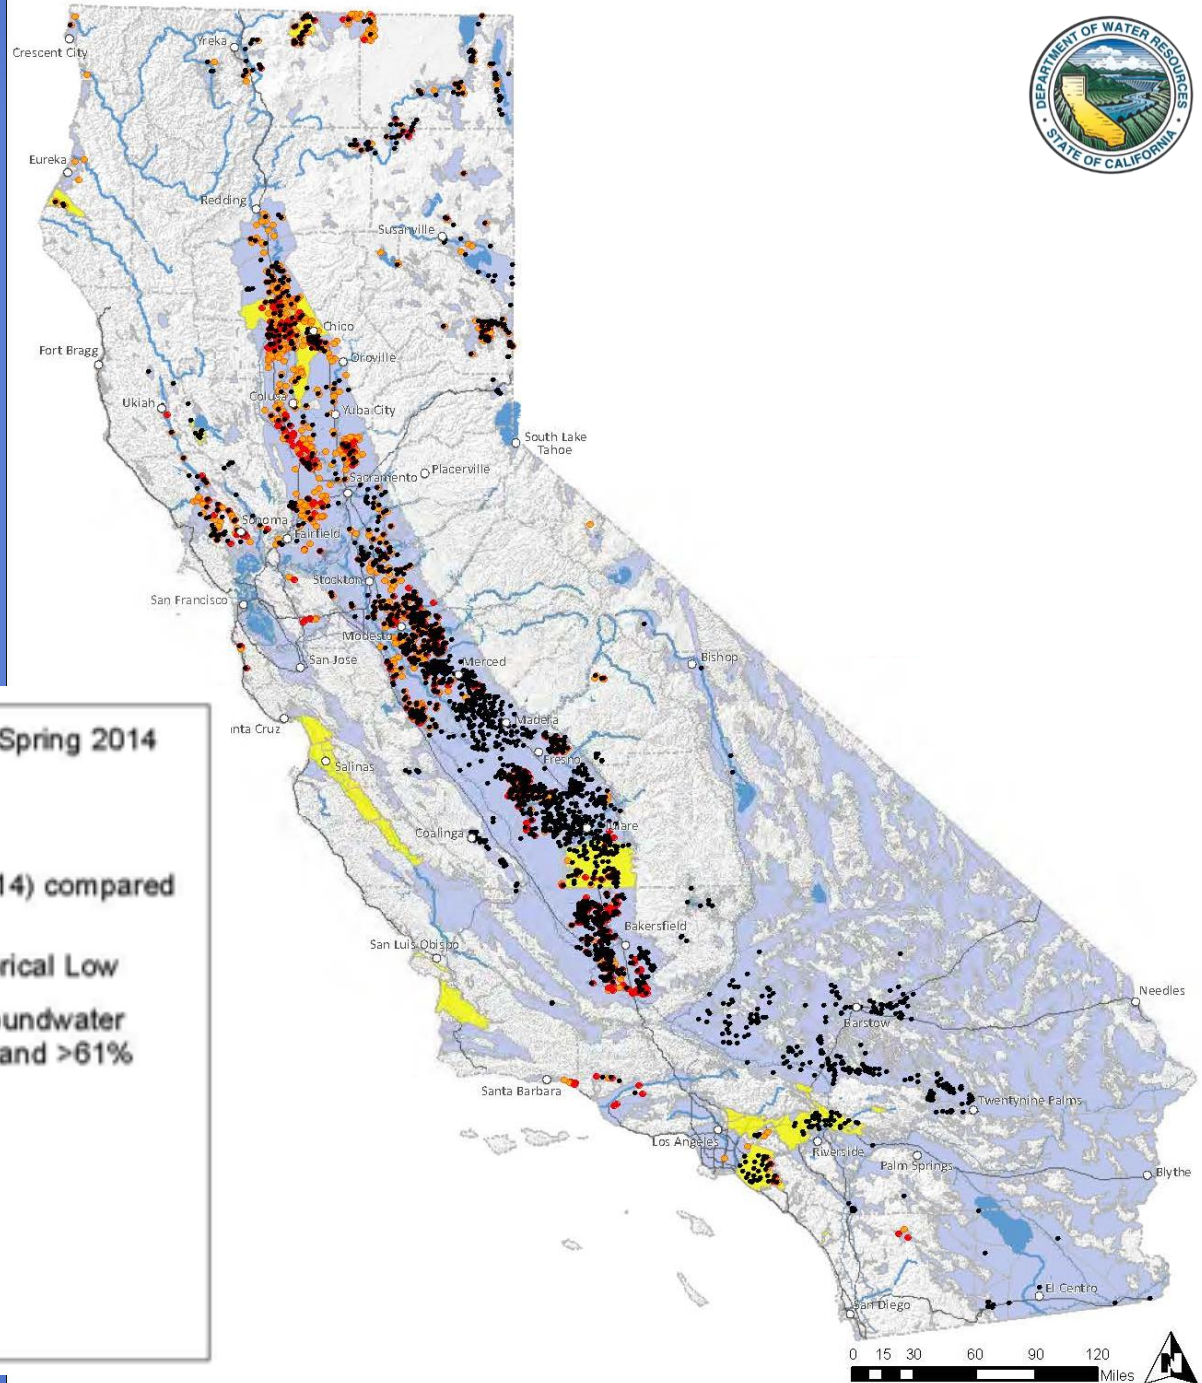 DEPARTMENT OF WATER RESOURCES
STATE OF CALIFORNIA
Crescent City
Yreka
Eureka
Redding
Susanville
Chico
Fort Bragg
Oroville
Ukiah
Colusa
Yuba City
South Lake
Tahoe
Placerville
Sacramento
Sonoma
Fairfield
Stockton
San Francisco
Modesto
San Jose
Merced
Bishop
nta Cruz
Madera
Salinas
Fresno
Coalinga
lare
Bakersfield
San Luis Obispo
Needles
Barstow
Santa Barbara
Twentynine Palms
Los Angeles
Riverside
Palm Springs
Blythe
El Centro
San Diego
Spring 2014
14) compared
rical Low
oundwater
and >61%
0 15 30 60 90 120
Miles
N